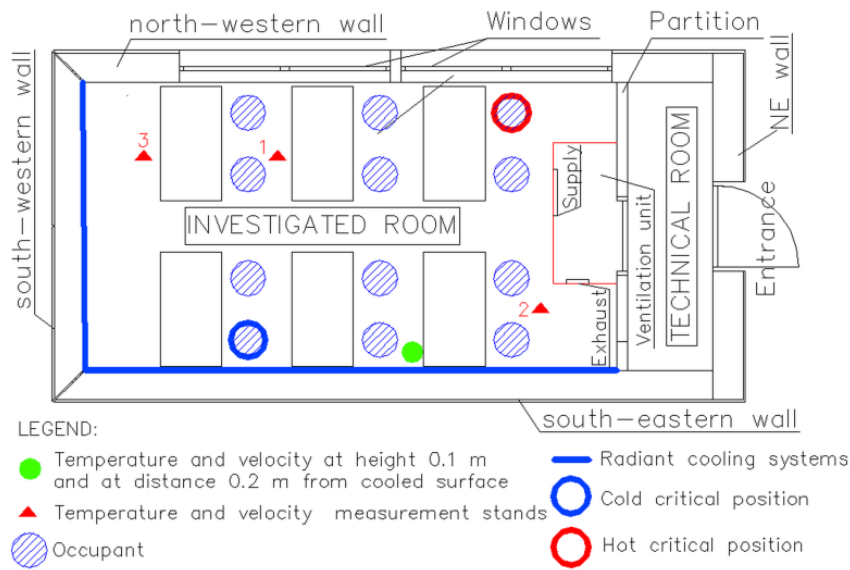 north-western wall
Windows
Partition
south-western wall
NE wall
3
1
Supply
INVESTIGATED ROOM
Ventilation unit
TECHNICAL ROOM
Entrance
2
Exhaust
south-eastern wall
LEGEND:
Temperature and velocity at height 0.1 m
and at distance 0.2 m from cooled surface
Temperature and velocity measurement stands
Occupant
Radiant cooling systems
Cold critical position
Hot critical position